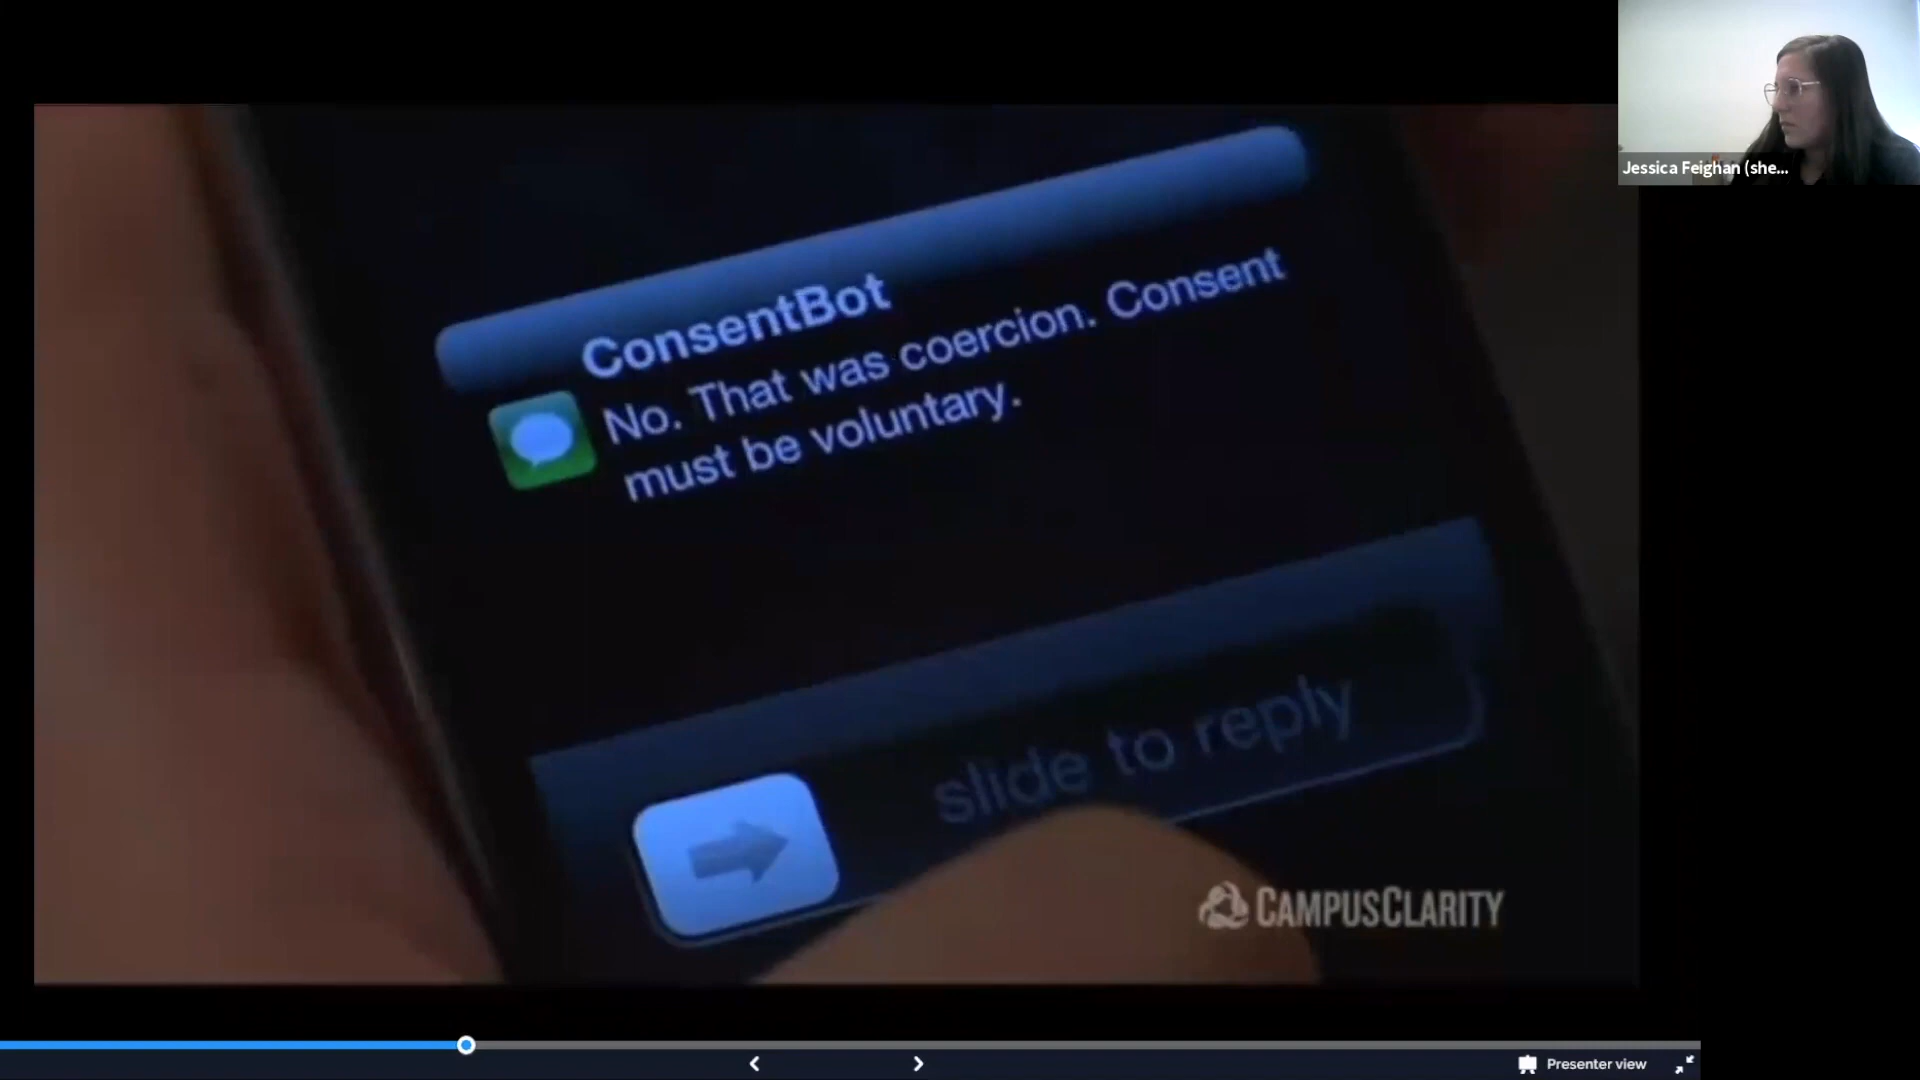 Jessica Feighan (she...
ConsentBot
No. That was coercion. Consent
must be voluntary.
slide to reply
CAMPUSCLARITY
Presenter view